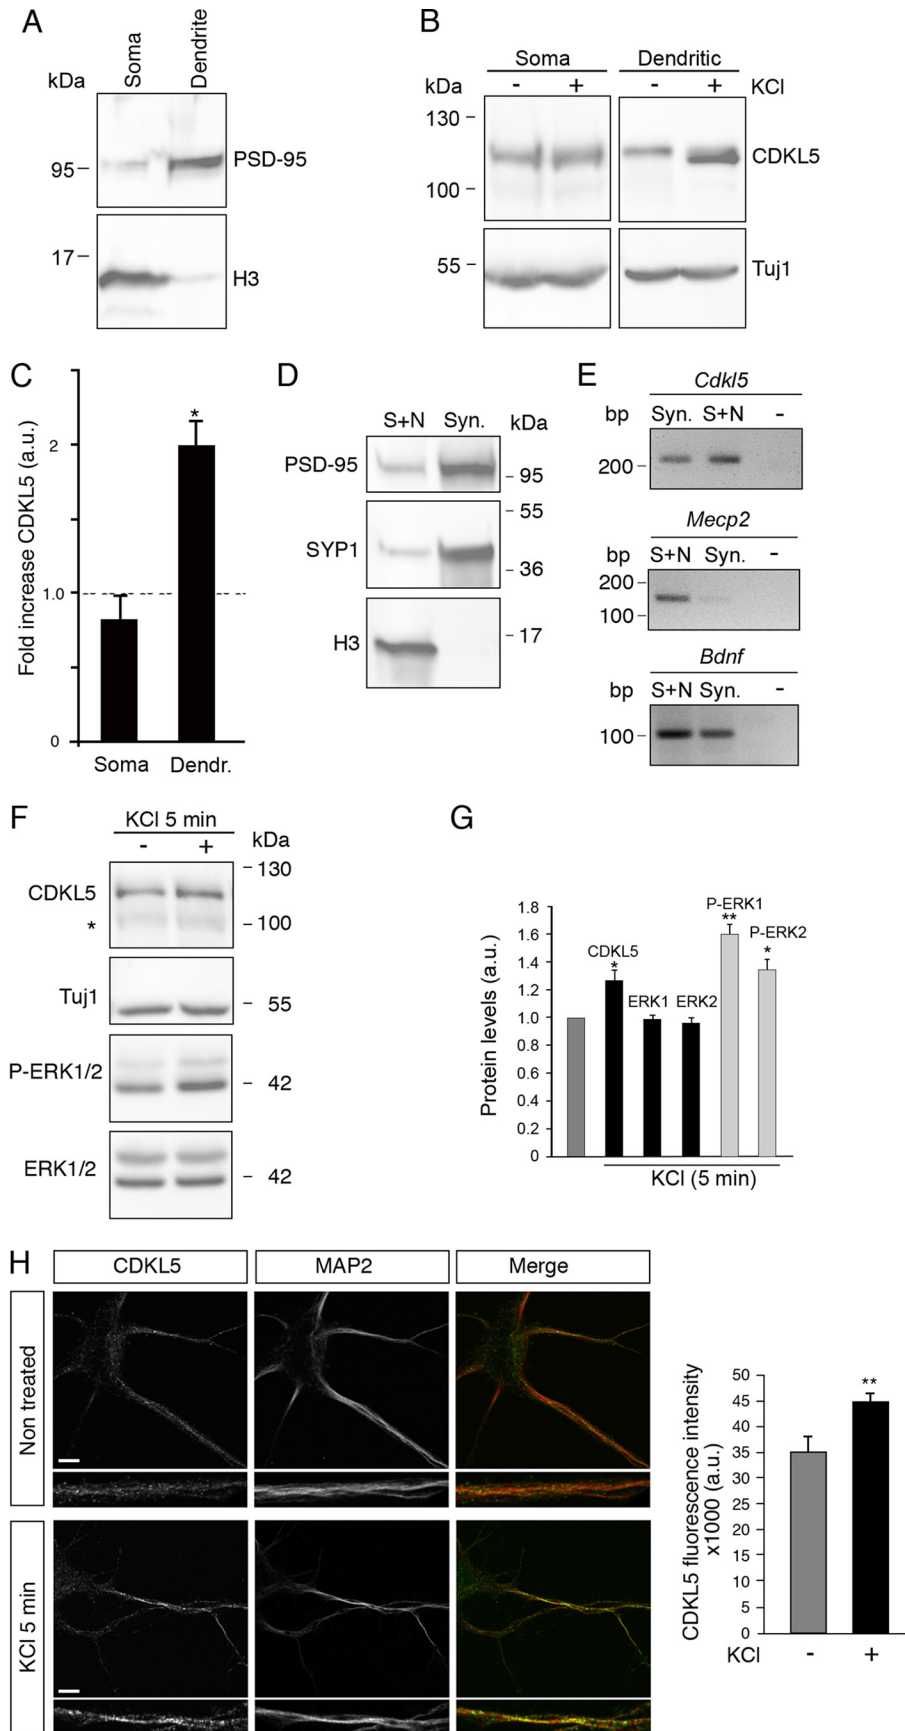 A
Soma
Dendrite
kDa
95
PSD-95
17
H3
B
Soma
Dendritic
kDa
-
+
-
+
KCl
130
100
CDKL5
55
Tuj1
C
Fold increase CDKL5 (a.u.)
2
1.0
0
*
Soma
Dendr.
D
S+N
Syn.
kDa
PSD-95
95
55
SYP1
36
H3
17
E
Cdkl5
bp
Syn.
S+N
-
200
Mecp2
bp
S+N
Syn.
-
200
100
Bdnf
bp
S+N
Syn.
-
100
F
KCl 5 min
-
+
kDa
130
CDKL5
*
100
Tuj1
55
P-ERK1/2
42
ERK1/2
42
G
Protein levels (a.u.)
1.8
1.6
1.4
1.2
1.0
0.8
0.6
0.4
0.2
0
CDKL5
*
ERK1
ERK2
P-ERK1
**
P-ERK2
*
KCl (5 min)
H
CDKL5
MAP2
Merge
Non treated
KCl 5 min
CDKL5 fluorescence intensity
x1000 (a.u.)
50
45
40
35
30
25
20
15
10
5
0
**
KCl
-
+